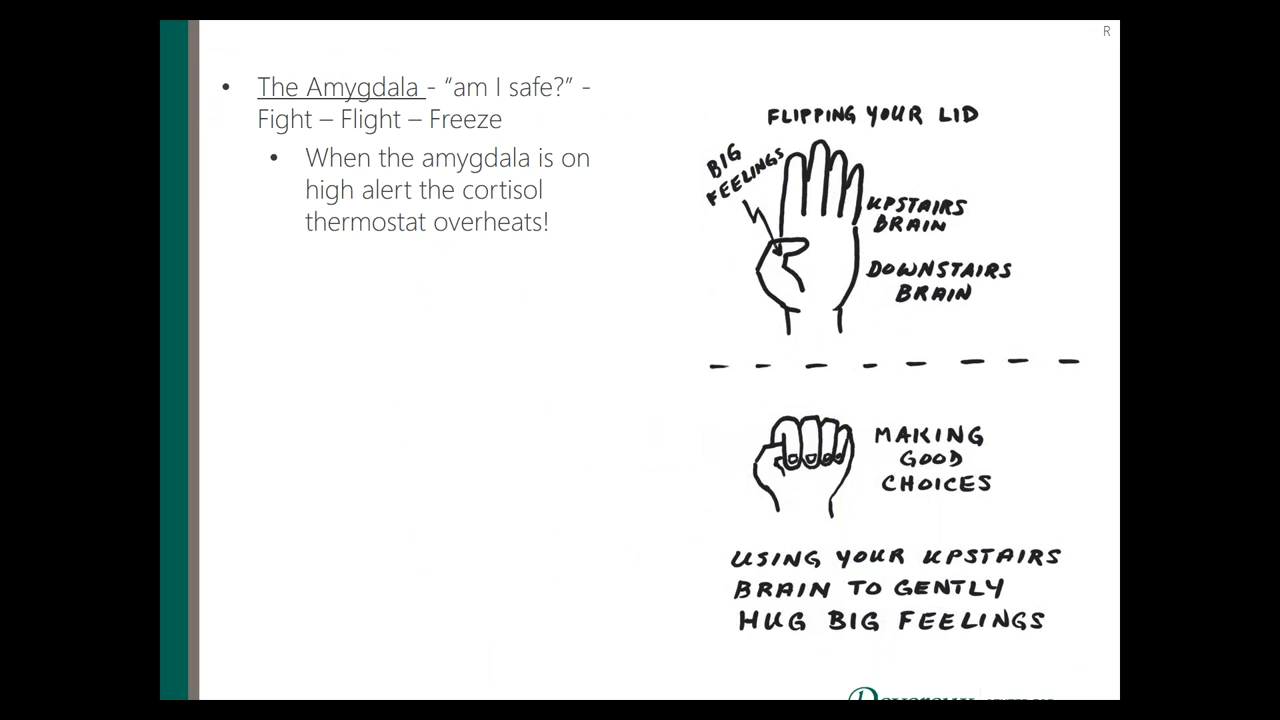 R
The Amygdala - “am I safe?” -
Fight – Flight – Freeze
When the amygdala is on
high alert the cortisol
thermostat overheats!
FLIPPING YOUR LID
BIG
FEELINGS
UPSTAIRS
BRAIN
DOWNSTAIRS
BRAIN
MAKING
GOOD
CHOICES
USING YOUR UPSTAIRS
BRAIN TO GENTLY
HUG BIG FEELINGS